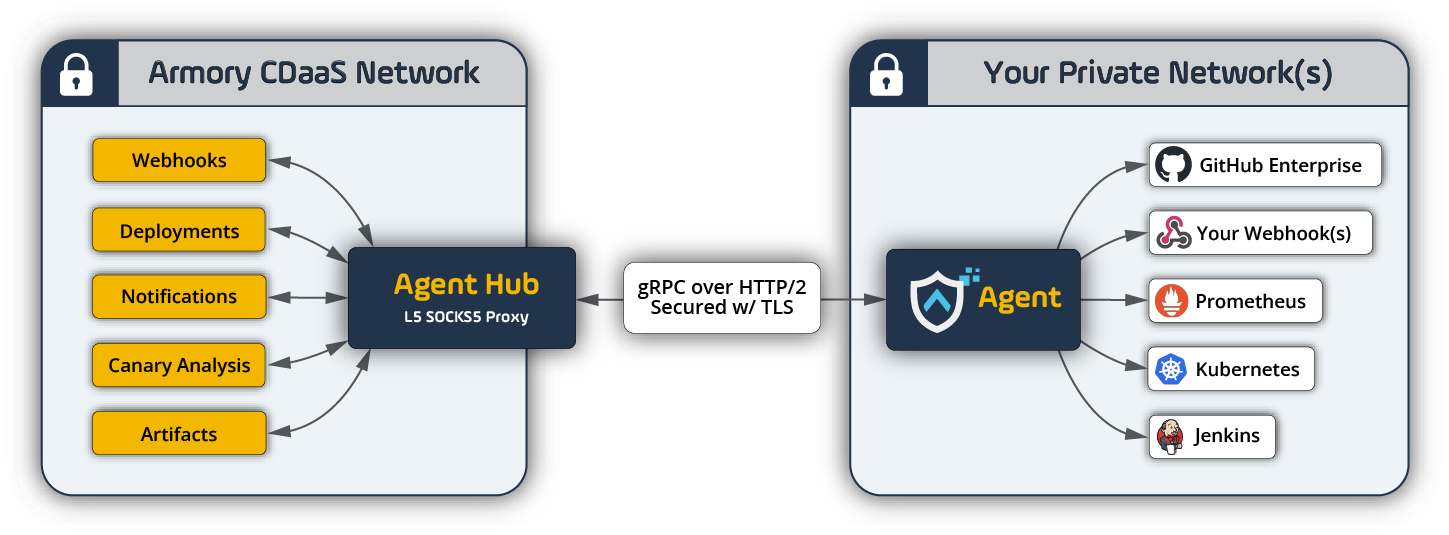 Armory CDaaS Network
Webhooks
Deployments
Notifications
Canary Analysis
Artifacts
Agent Hub
L5 SOCKS5 Proxy
gRPC over HTTP/2
Secured w/ TLS
Your Private Network(s)
Agent
GitHub Enterprise
Your Webhook(s)
Prometheus
Kubernetes
Jenkins